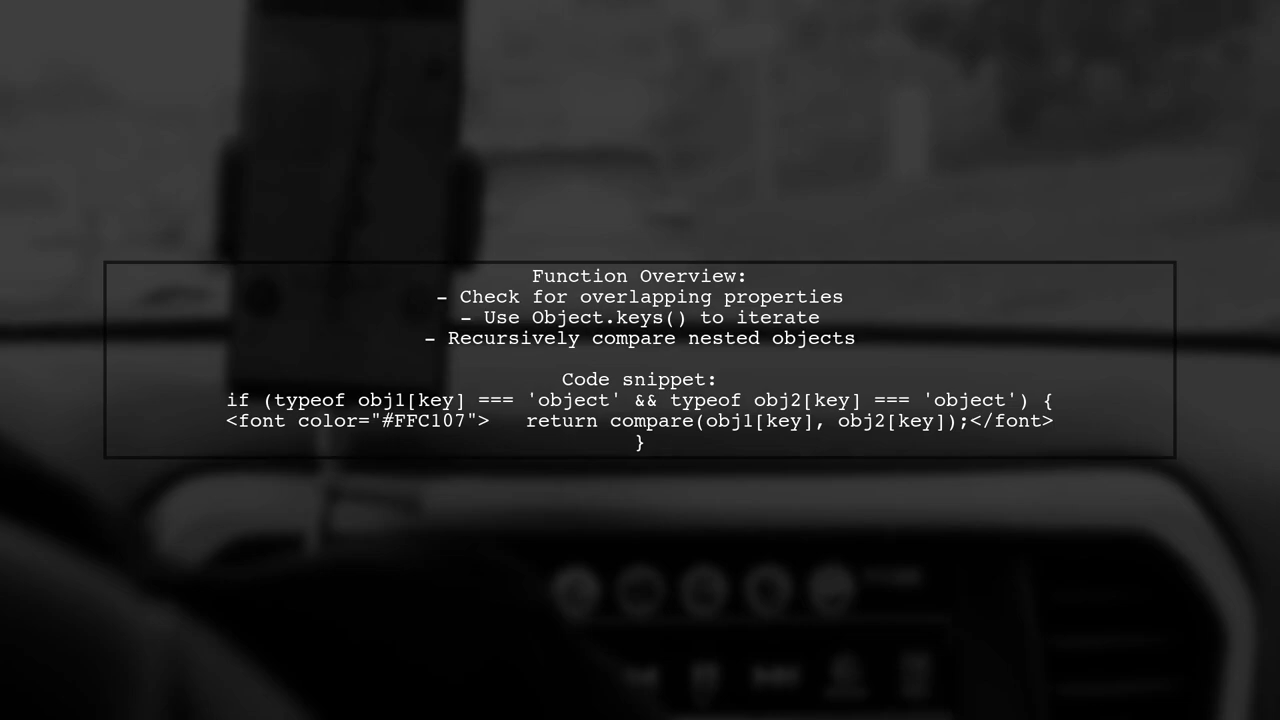 Function Overview:
- Check for overlapping properties
- Use Object.keys() to iterate
- Recursively compare nested objects
Code snippet:
if (typeof obj1[key] === 'object' && typeof obj2[key] === 'object') {
<font color="#FFC107">   return compare(obj1[key], obj2[key]);</font>
}